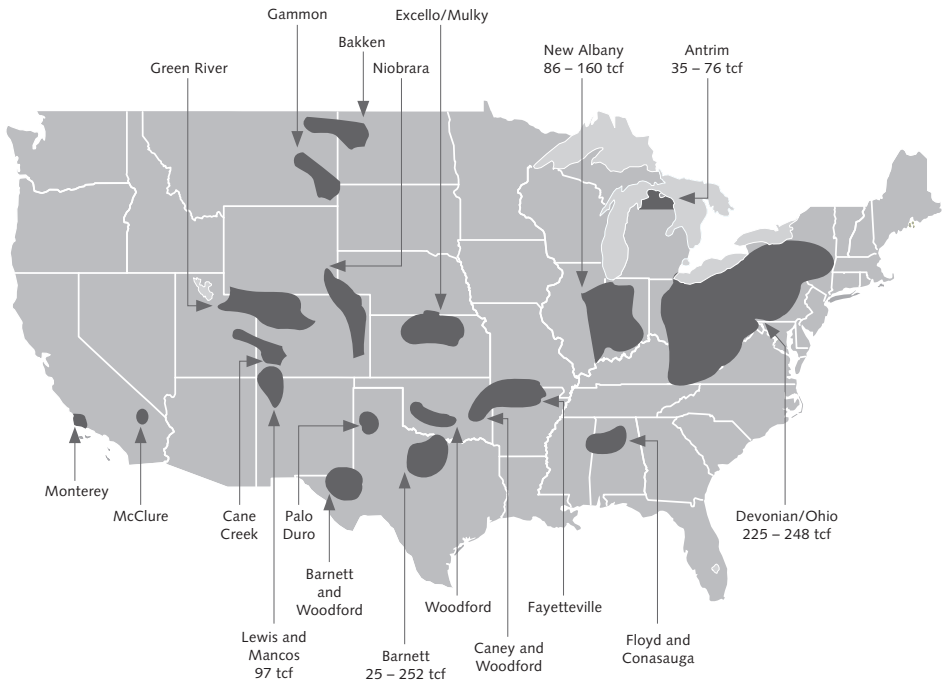 Gammon
Excello/Mulky
Bakken
New Albany
86 – 160 tcf
Antrim
35 – 76 tcf
Green River
Niobrara
Monterey
McClure
Cane
Creek
Palo
Duro
Devonian/Ohio
225 – 248 tcf
Barnett
and
Woodford
Woodford
Fayetteville
Lewis and
Mancos
97 tcf
Barnett
25 – 252 tcf
Caney and
Woodford
Floyd and
Conasauga